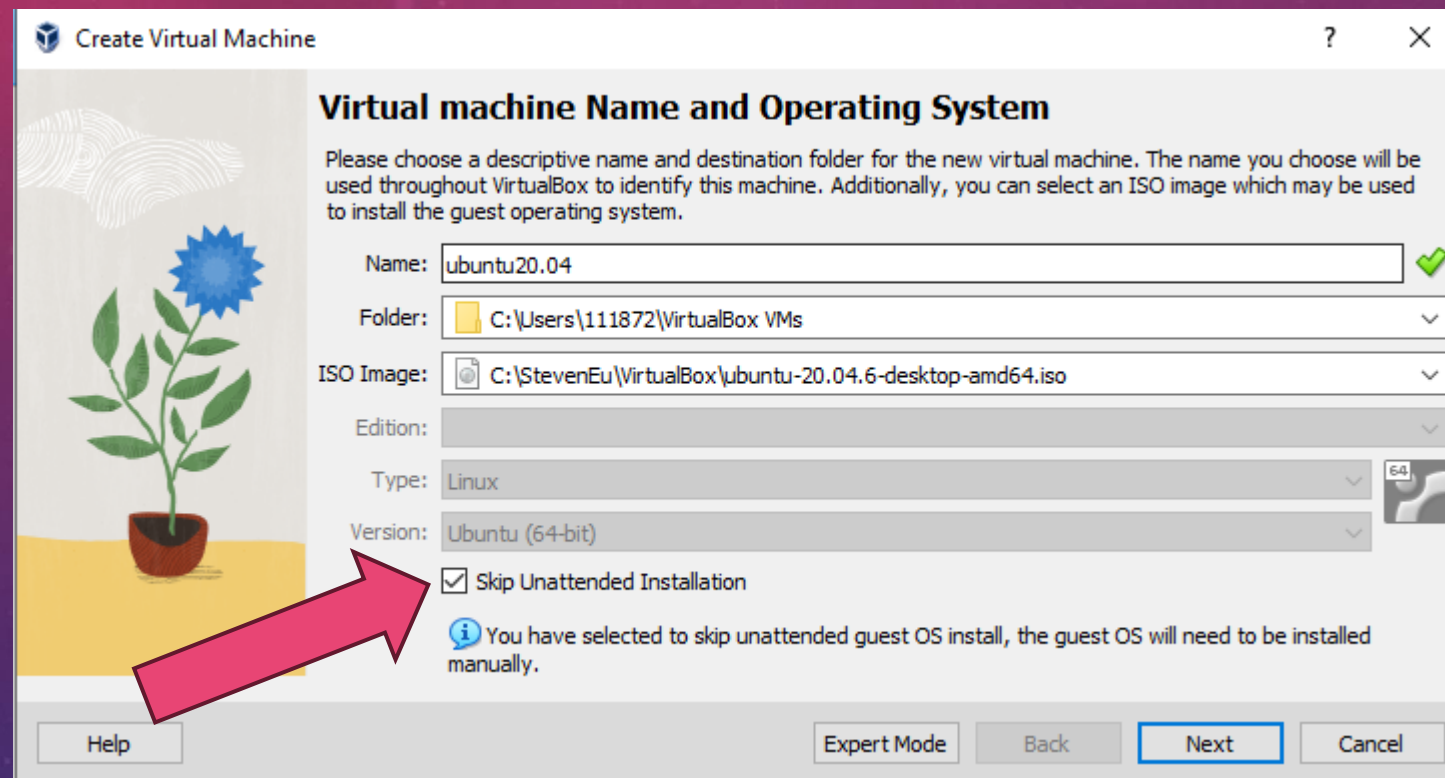 Create Virtual Machine
?
Virtual machine Name and Operating System
Please choose a descriptive name and destination folder for the new virtual machine. The name you choose will be
used throughout VirtualBox to identify this machine. Additionally, you can select an ISO image which may be used
to install the guest operating system.
Name: ubuntu20.04
Folder: C:\Users\111872\VirtualBox VMs
ISO Image: C:\StevenEu\VirtualBox\ubuntu-20.04.6-desktop-amd64.iso
Edition:
Type: Linux
64
Version: Ubuntu (64-bit)
Skip Unattended Installation
You have selected to skip unattended guest OS install, the guest OS will need to be installed
manually.
Help Expert Mode Back Next Cancel